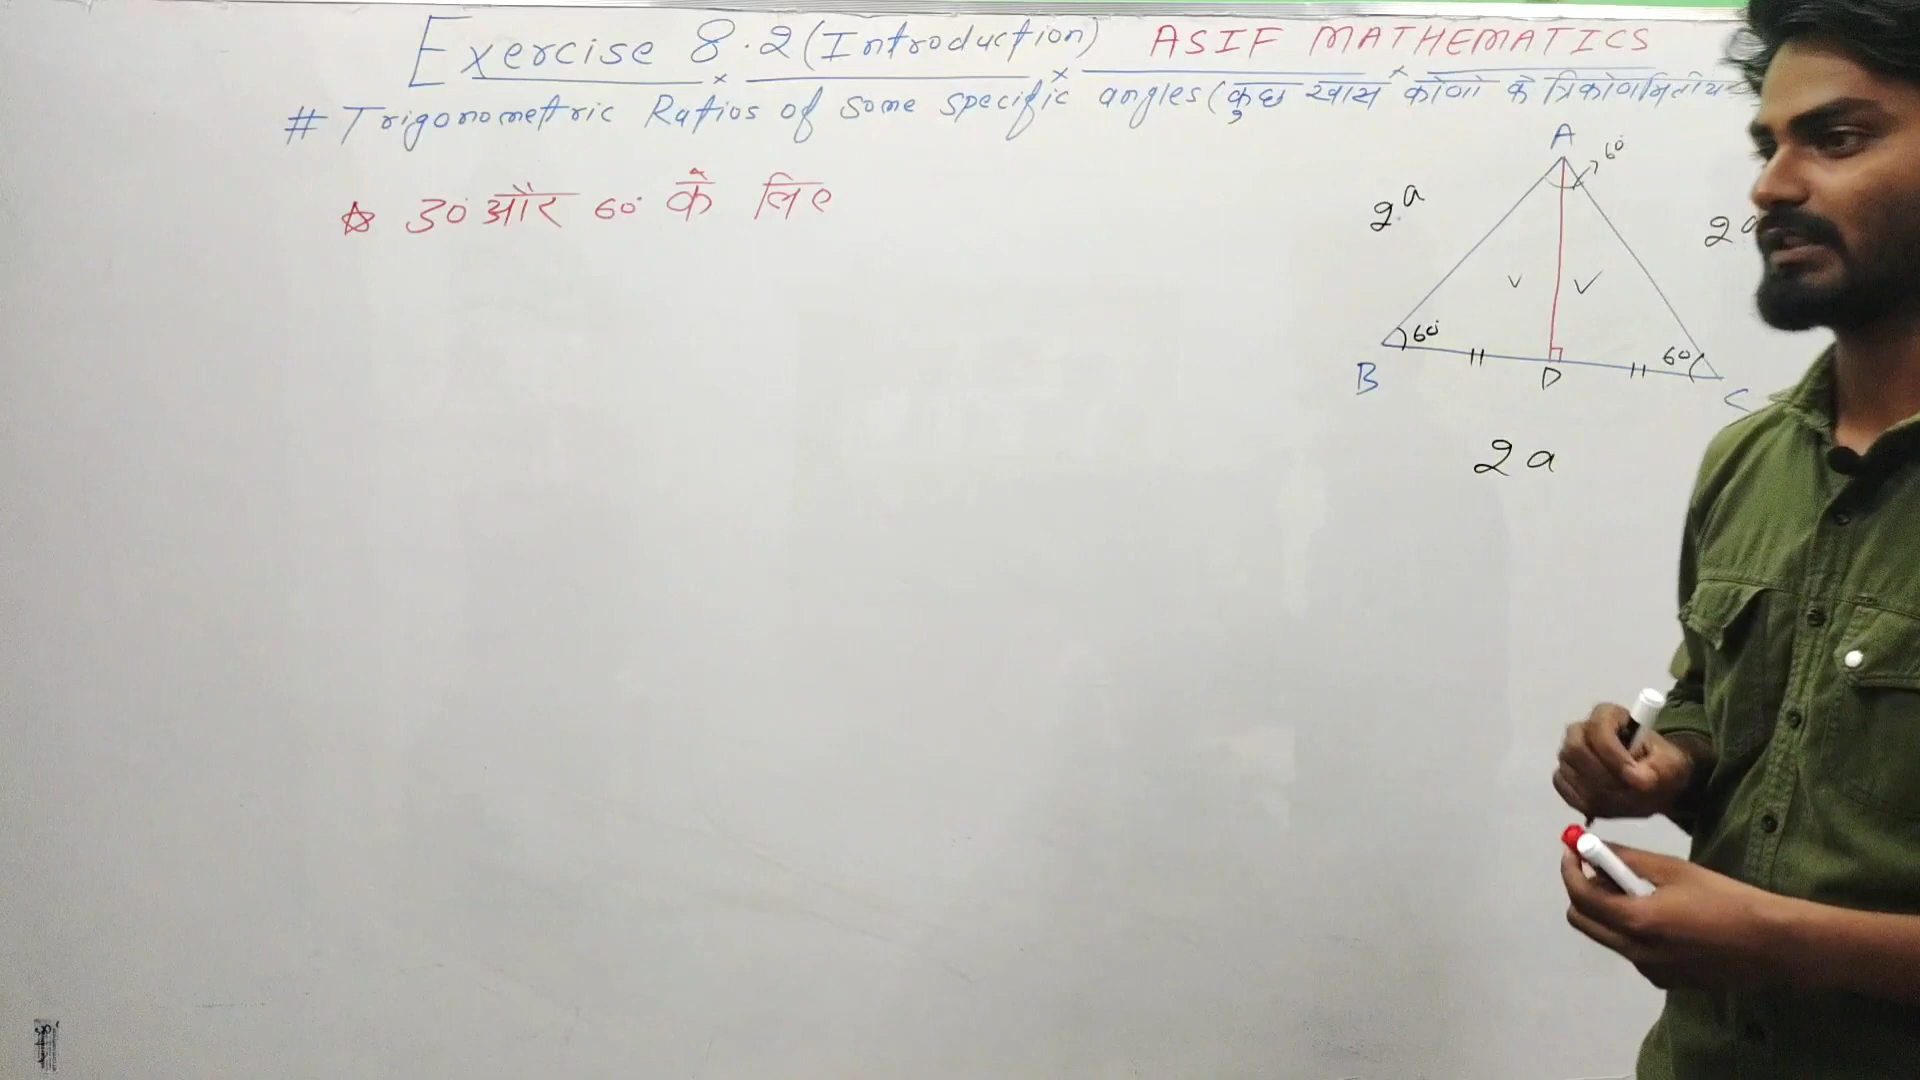 Exercise 8.2 (Introduction) ASIF MATHEMATICS
# Trigonometric Ratios of some specific angles (कुछ खास कोणो के त्रिकोणमितीय
☆ 30° और 60° के लिए
A
60°
2a
2a
60°
60°
B
D
C
2a